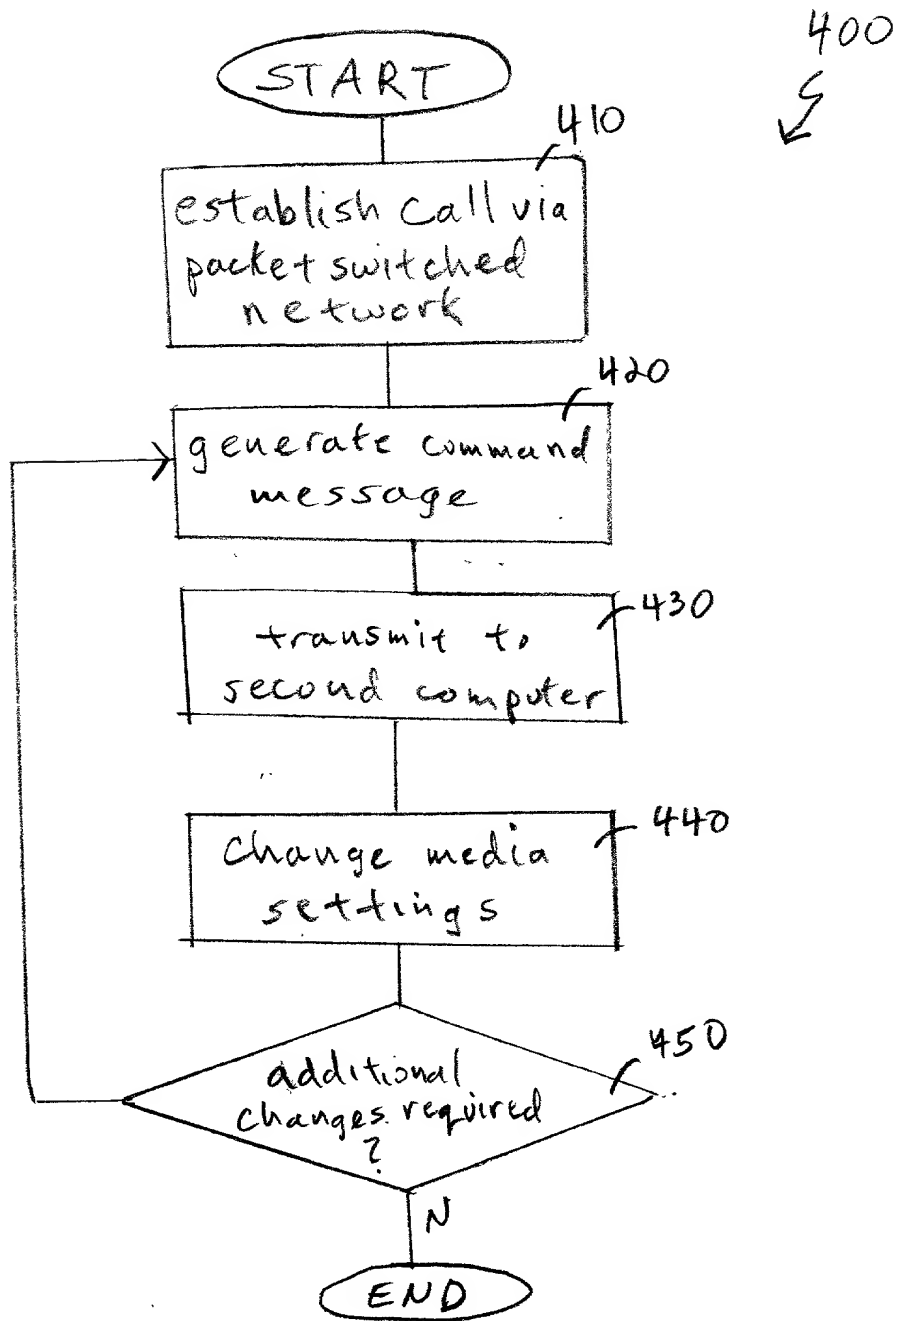 400
START
410
establish call via
packet switched
network
420
generate command
message
430
transmit to
second computer
440
change media
settings
450
additional
changes required
?
N
END